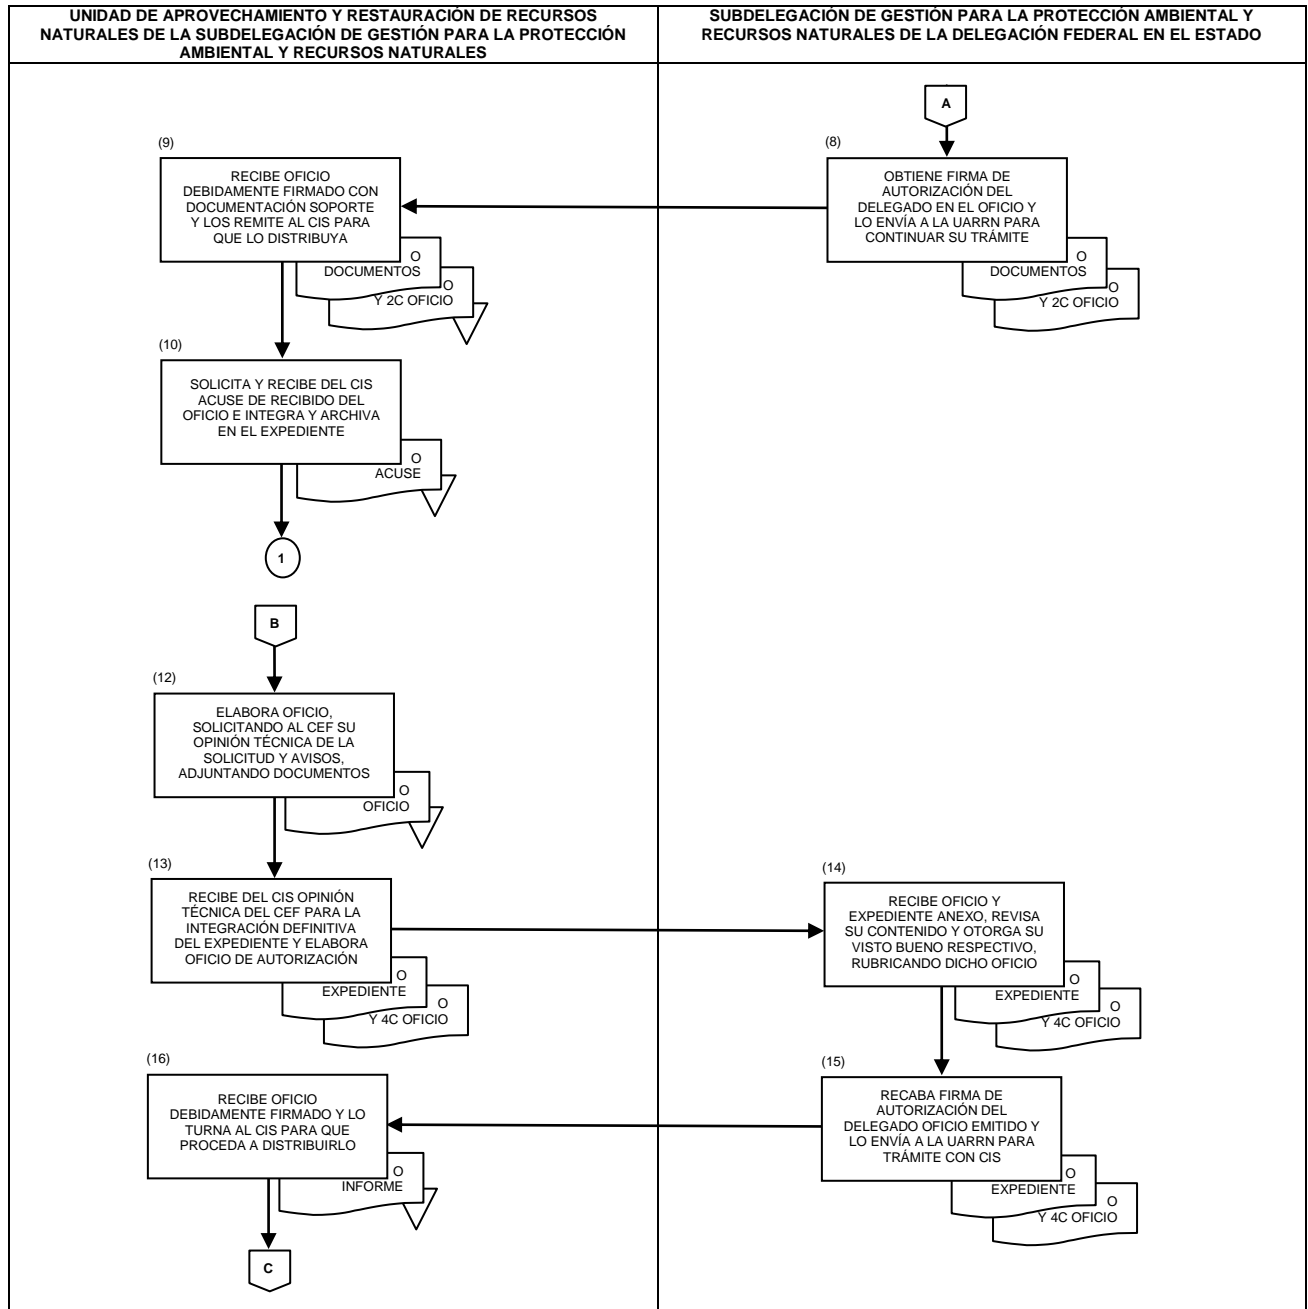 UNIDAD DE APROVECHAMIENTO Y RESTAURACIÓN DE RECURSOS
NATURALES DE LA SUBDELEGACIÓN DE GESTIÓN PARA LA PROTECCIÓN
AMBIENTAL Y RECURSOS NATURALES
SUBDELEGACIÓN DE GESTIÓN PARA LA PROTECCIÓN AMBIENTAL Y
RECURSOS NATURALES DE LA DELEGACIÓN FEDERAL EN EL ESTADO
A
(8)
OBTIENE FIRMA DE
AUTORIZACIÓN DEL
DELEGADO EN EL OFICIO Y
LO ENVÍA A LA UARRN PARA
CONTINUAR SU TRÁMITE
O
DOCUMENTOS
O
Y 2C OFICIO
(9)
RECIBE OFICIO
DEBIDAMENTE FIRMADO CON
DOCUMENTACIÓN SOPORTE
Y LOS REMITE AL CIS PARA
QUE LO DISTRIBUYA
O
DOCUMENTOS
O
Y 2C OFICIO
(10)
SOLICITA Y RECIBE DEL CIS
ACUSE DE RECIBIDO DEL
OFICIO E INTEGRA Y ARCHIVA
EN EL EXPEDIENTE
O
ACUSE
1
B
(12)
ELABORA OFICIO,
SOLICITANDO AL CEF SU
OPINIÓN TÉCNICA DE LA
SOLICITUD Y AVISOS,
ADJUNTANDO DOCUMENTOS
O
OFICIO
(13)
RECIBE DEL CIS OPINIÓN
TÉCNICA DEL CEF PARA LA
INTEGRACIÓN DEFINITIVA
DEL EXPEDIENTE Y ELABORA
OFICIO DE AUTORIZACIÓN
O
EXPEDIENTE
O
Y 4C OFICIO
(14)
RECIBE OFICIO Y
EXPEDIENTE ANEXO, REVISA
SU CONTENIDO Y OTORGA SU
VISTO BUENO RESPECTIVO,
RUBRICANDO DICHO OFICIO
O
EXPEDIENTE
O
Y 4C OFICIO
(15)
RECABA FIRMA DE
AUTORIZACIÓN DEL
DELEGADO OFICIO EMITIDO Y
LO ENVÍA A LA UARRN PARA
TRÁMITE CON CIS
O
EXPEDIENTE
O
Y 4C OFICIO
(16)
RECIBE OFICIO
DEBIDAMENTE FIRMADO Y LO
TURNA AL CIS PARA QUE
PROCEDA A DISTRIBUIRLO
O
INFORME
C